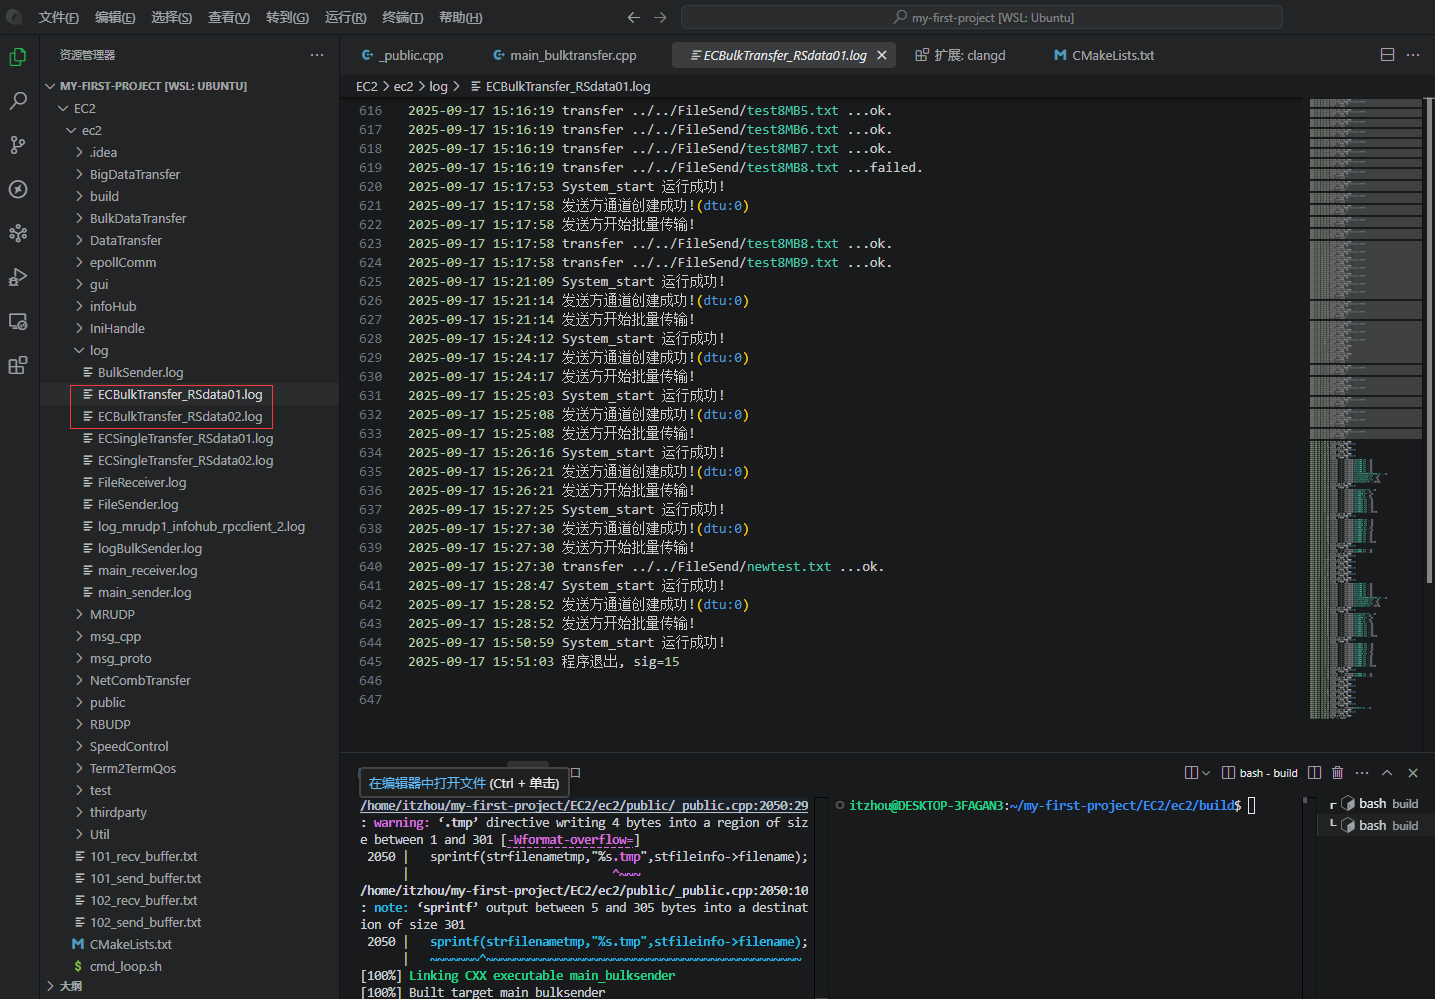 文件(F) 编辑(E) 选择(S) 查看(V) 转到(G) 运行(R) 终端(T) 帮助(H)
my-first-project [WSL: Ubuntu]
资源管理器
MY-FIRST-PROJECT [WSL: UBUNTU]
EC2
ec2
.idea
BigDataTransfer
build
BulkDataTransfer
DataTransfer
epollComm
gui
infoHub
IniHandle
log
BulkSender.log
ECBulkTransfer_RSdata01.log
ECBulkTransfer_RSdata02.log
ECSingleTransfer_RSdata01.log
ECSingleTransfer_RSdata02.log
FileReceiver.log
FileSender.log
log_mrudp1_infohub_rpcclient_2.log
logBulkSender.log
main_receiver.log
main_sender.log
MRUDP
msg_cpp
msg_proto
NetCombTransfer
public
RBUDP
SpeedControl
Term2TermQos
test
thirdparty
Util
101_recv_buffer.txt
101_send_buffer.txt
102_recv_buffer.txt
102_send_buffer.txt
CMakeLists.txt
cmd_loop.sh
大纲
_public.cpp
main_bulktransfer.cpp
ECBulkTransfer_RSdata01.log
扩展: clangd
CMakeLists.txt
EC2 > ec2 > log > ECBulkTransfer_RSdata01.log
616 2025-09-17 15:16:19 transfer ../../FileSend/test8MB5.txt ...ok.
617 2025-09-17 15:16:19 transfer ../../FileSend/test8MB6.txt ...ok.
618 2025-09-17 15:16:19 transfer ../../FileSend/test8MB7.txt ...ok.
619 2025-09-17 15:16:19 transfer ../../FileSend/test8MB8.txt ...failed.
620 2025-09-17 15:17:53 System_start 运行成功!
621 2025-09-17 15:17:58 发送方通道创建成功!(dtu:0)
622 2025-09-17 15:17:58 发送方开始批量传输!
623 2025-09-17 15:17:58 transfer ../../FileSend/test8MB8.txt ...ok.
624 2025-09-17 15:17:58 transfer ../../FileSend/test8MB9.txt ...ok.
625 2025-09-17 15:21:09 System_start 运行成功!
626 2025-09-17 15:21:14 发送方通道创建成功!(dtu:0)
627 2025-09-17 15:21:14 发送方开始批量传输!
628 2025-09-17 15:24:12 System_start 运行成功!
629 2025-09-17 15:24:17 发送方通道创建成功!(dtu:0)
630 2025-09-17 15:24:17 发送方开始批量传输!
631 2025-09-17 15:25:03 System_start 运行成功!
632 2025-09-17 15:25:08 发送方通道创建成功!(dtu:0)
633 2025-09-17 15:25:08 发送方开始批量传输!
634 2025-09-17 15:26:16 System_start 运行成功!
635 2025-09-17 15:26:21 发送方通道创建成功!(dtu:0)
636 2025-09-17 15:26:21 发送方开始批量传输!
637 2025-09-17 15:27:25 System_start 运行成功!
638 2025-09-17 15:27:30 发送方通道创建成功!(dtu:0)
639 2025-09-17 15:27:30 发送方开始批量传输!
640 2025-09-17 15:27:30 transfer ../../FileSend/newtest.txt ...ok.
641 2025-09-17 15:28:47 System_start 运行成功!
642 2025-09-17 15:28:52 发送方通道创建成功!(dtu:0)
643 2025-09-17 15:28:52 发送方开始批量传输!
644 2025-09-17 15:50:59 System_start 运行成功!
645 2025-09-17 15:51:03 程序退出, sig=15
646
647
在编辑器中打开文件 (Ctrl + 单击)
bash - build
/home/itzhou/my-first-project/EC2/ec2/public/_public.cpp:2050:29
: warning: ‘.tmp’ directive writing 4 bytes into a region of siz
e between 1 and 301 [-Wformat-overflow=]
2050 |   sprintf(strfilenametmp,"%s.tmp",stfileinfo->filename);
|                        ^~~~
/home/itzhou/my-first-project/EC2/ec2/public/_public.cpp:2050:10
: note: ‘sprintf’ output between 5 and 305 bytes into a destinat
ion of size 301
2050 |   sprintf(strfilenametmp,"%s.tmp",stfileinfo->filename);
|   ~~~~~~~^~~~~~~~~~~~~~~~~~~~~~~~~~~~~~~~~~~~~~~~~~~~~~
[100%] Linking CXX executable main_bulksender
[100%] Built target main_bulksender
itzhou@DESKTOP-3FAGAN3:~/my-first-project/EC2/ec2/build$
bash build
bash build